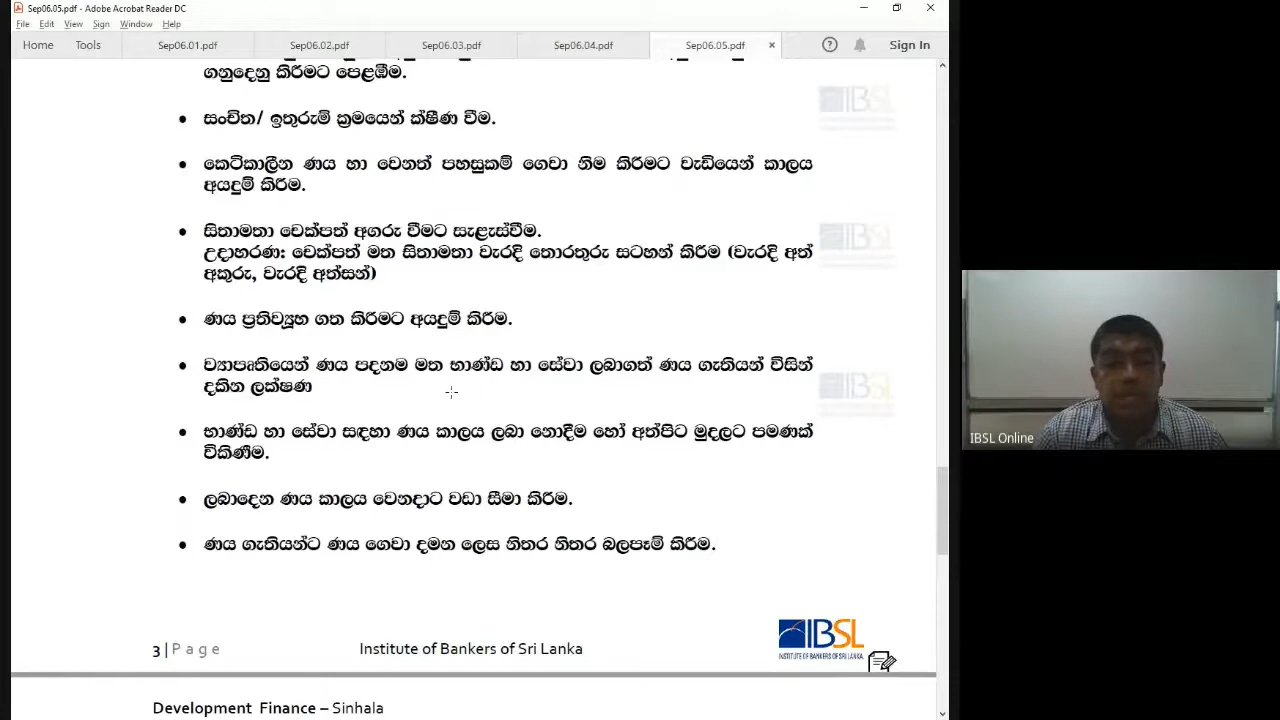 Sep06.05.pdf - Adobe Acrobat Reader DC
File Edit View Sign Window Help
Home Tools Sep06.01.pdf Sep06.02.pdf Sep06.03.pdf Sep06.04.pdf Sep06.05.pdf × ? Sign In
ගනුදෙනු කිරීමට පෙළඹීම.
• සංචිත/ ඉතුරුම් ක්‍රමයෙන් ක්ෂීණ වීම.
• කෙටිකාලීන ණය හා වෙනත් පහසුකම් ගෙවා නිම කිරීමට වැඩියෙන් කාලය
අයදුම් කිරීම.
• සිතාමතා චෙක්පත් අගරු වීමට සැළැස්වීම.
උදාහරණ: චෙක්පත් මත සිතාමතා වැරදි තොරතුරු සටහන් කිරීම (වැරදි අත්
අකුරු, වැරදි අත්සන්)
• ණය ප්‍රතිව්‍යූහ ගත කිරීමට අයදුම් කිරීම.
• ව්‍යාපෘතියෙන් ණය පදනම මත භාණ්ඩ හා සේවා ලබාගත් ණය ගැතියන් විසින්
දකින ලක්ෂණ
• භාණ්ඩ හා සේවා සඳහා ණය කාලය ලබා නොදීම හෝ අත්පිට මුදලට පමණක්
විකිණීම.
• ලබාදෙන ණය කාලය වෙනදාට වඩා සීමා කිරීම.
• ණය ගැතියන්ට ණය ගෙවා දමන ලෙස නිතර නිතර බලපෑම් කිරීම.
3 | P a g e Institute of Bankers of Sri Lanka
IBSL
INSTITUTE OF BANKERS OF SRI LANKA
Development Finance – Sinhala
IBSL Online
IBSL
IBSL
IBSL